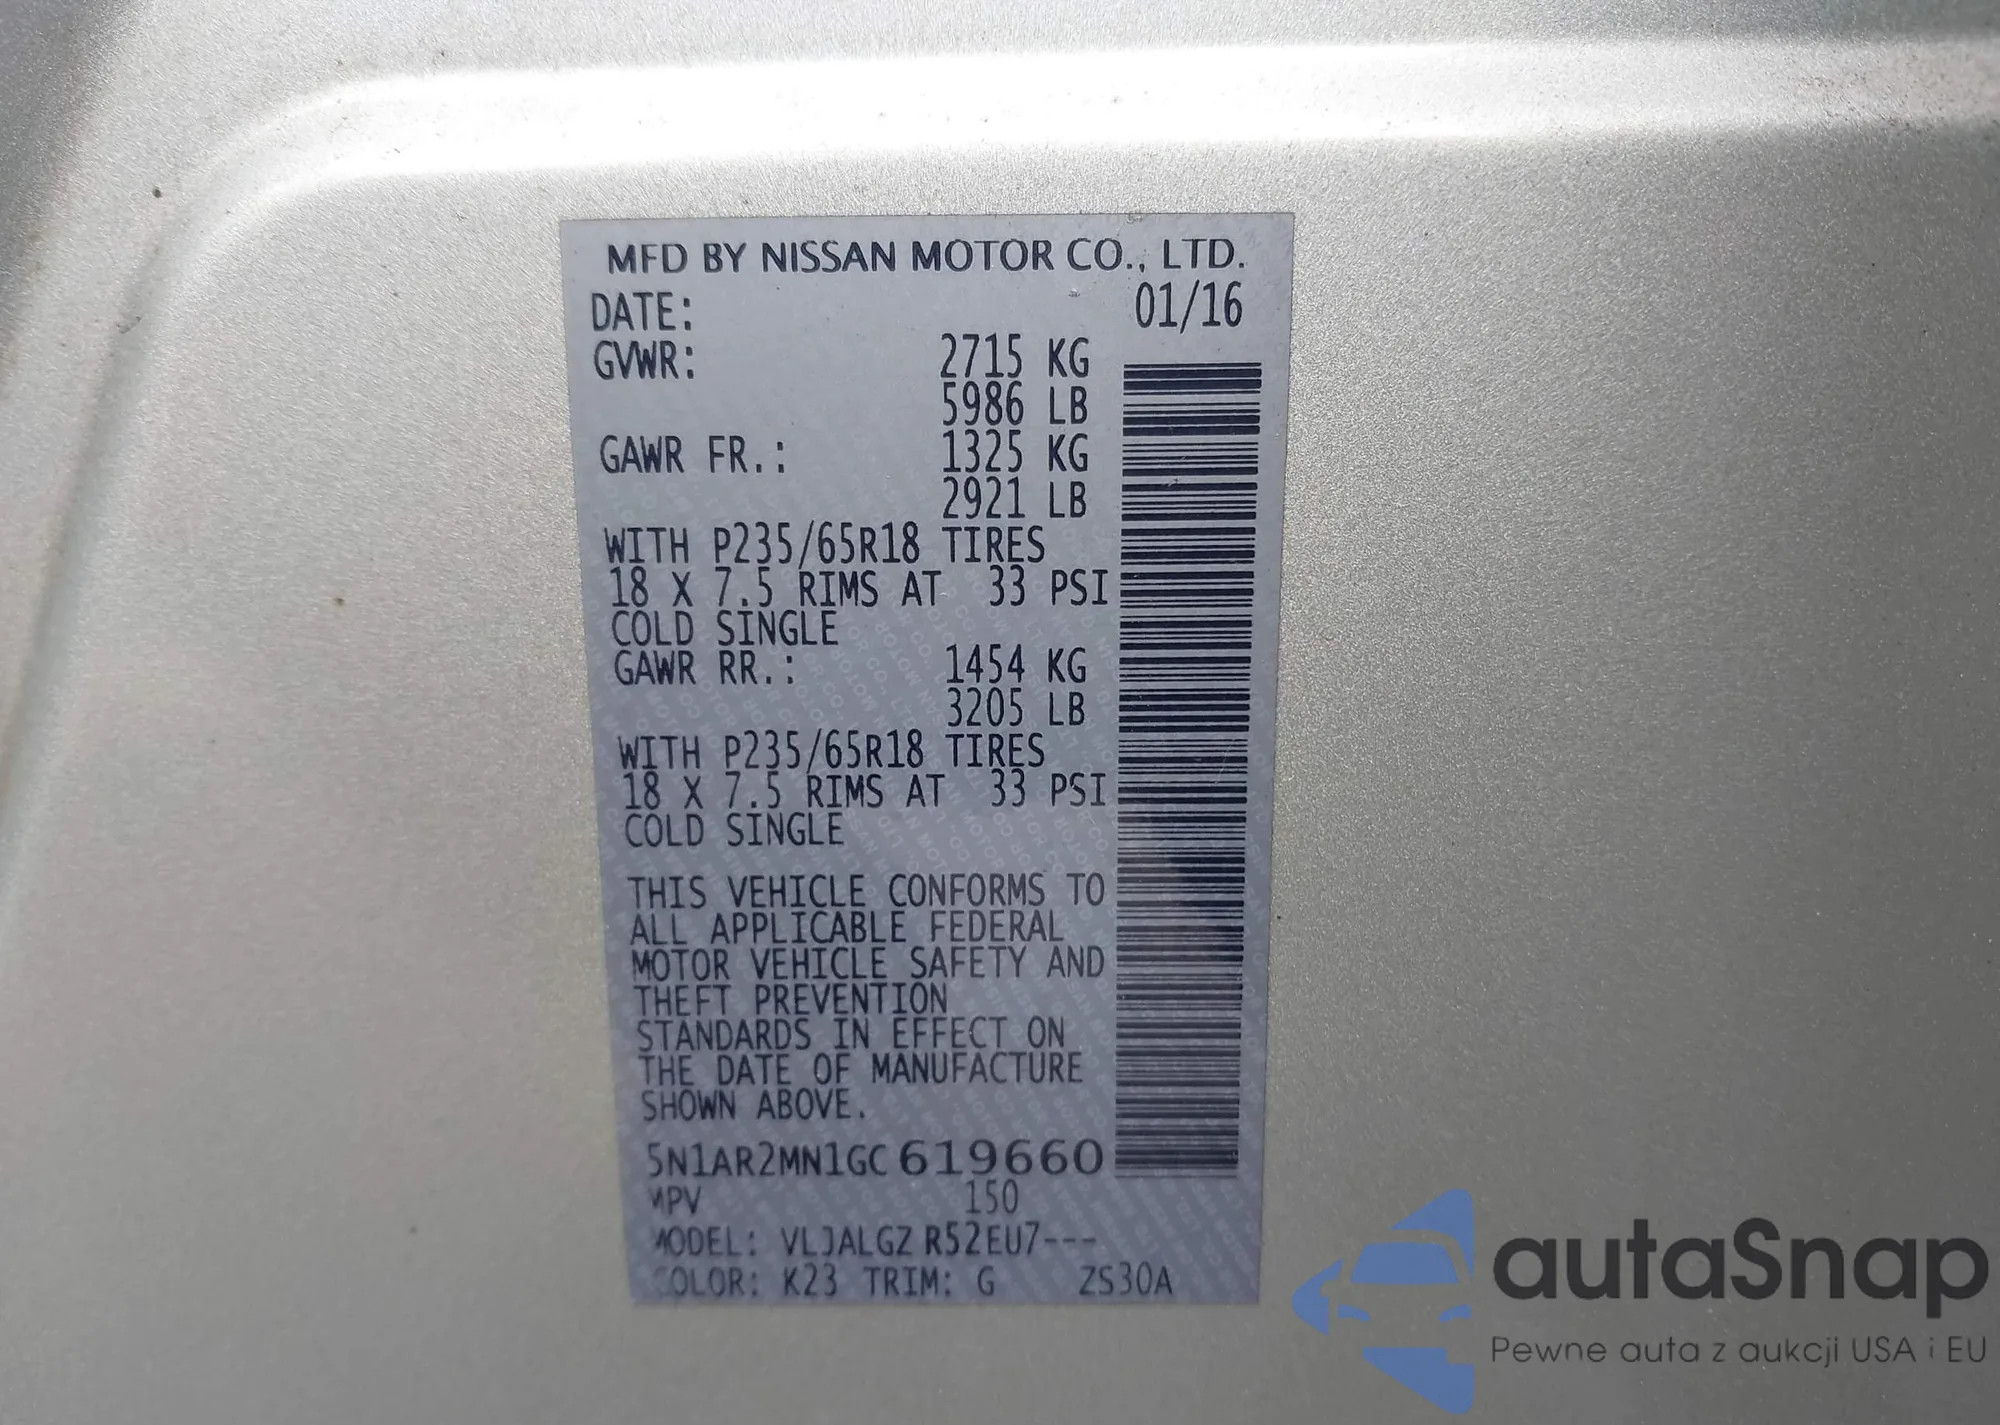 MFD BY NISSAN MOTOR CO., LTD.
DATE: 01/16
GVWR: 2715 KG
5986 LB
GAWR FR.: 1325 KG
2921 LB
WITH P235/65R18 TIRES
18 X 7.5 RIMS AT 33 PSI
COLD SINGLE
GAWR RR.: 1454 KG
3205 LB
WITH P235/65R18 TIRES
18 X 7.5 RIMS AT 33 PSI
COLD SINGLE
THIS VEHICLE CONFORMS TO
ALL APPLICABLE FEDERAL
MOTOR VEHICLE SAFETY AND
THEFT PREVENTION
STANDARDS IN EFFECT ON
THE DATE OF MANUFACTURE
SHOWN ABOVE.
5N1AR2MN1GC619660
MPV 150
MODEL: VLJALGZ R52EU7---
COLOR: K23 TRIM: G ZS30A
autoSnap
Pewne auta z aukcji USA i EU